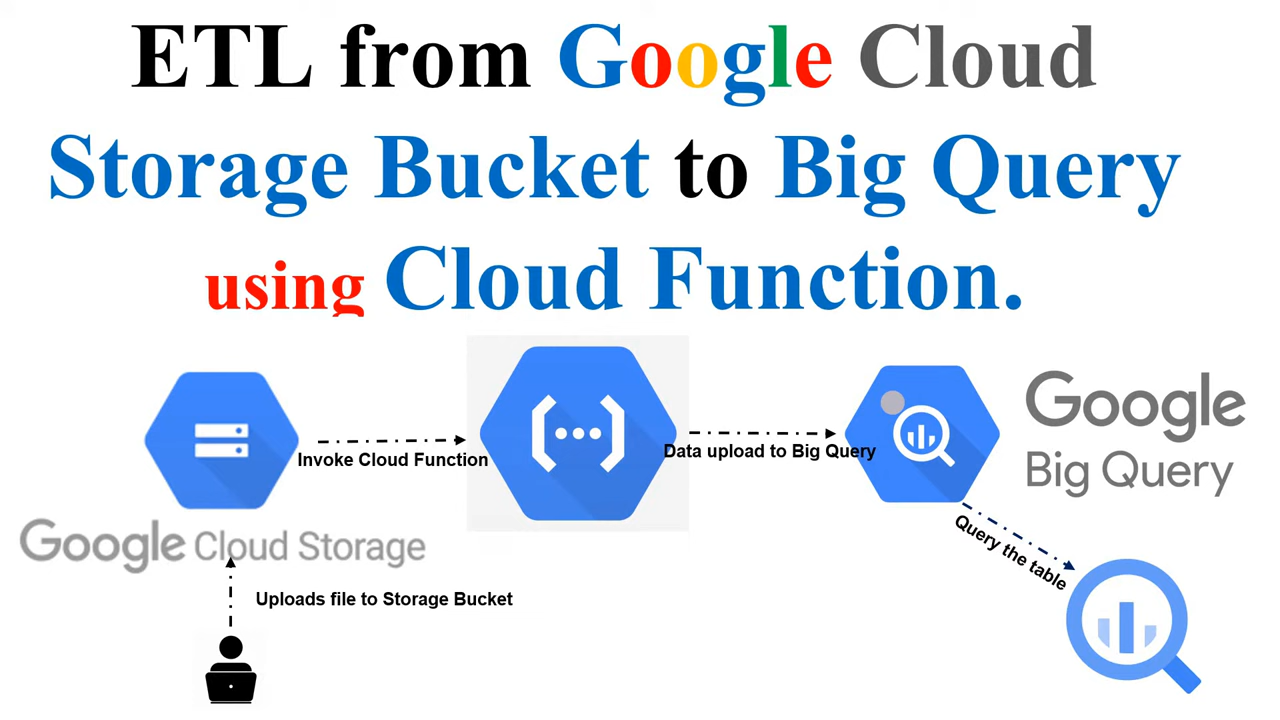 ETL from Google Cloud
Storage Bucket to Big Query
using Cloud Function.
Invoke Cloud Function
Data upload to Big Query
Google
Big Query
Query the table
Google Cloud Storage
Uploads file to Storage Bucket